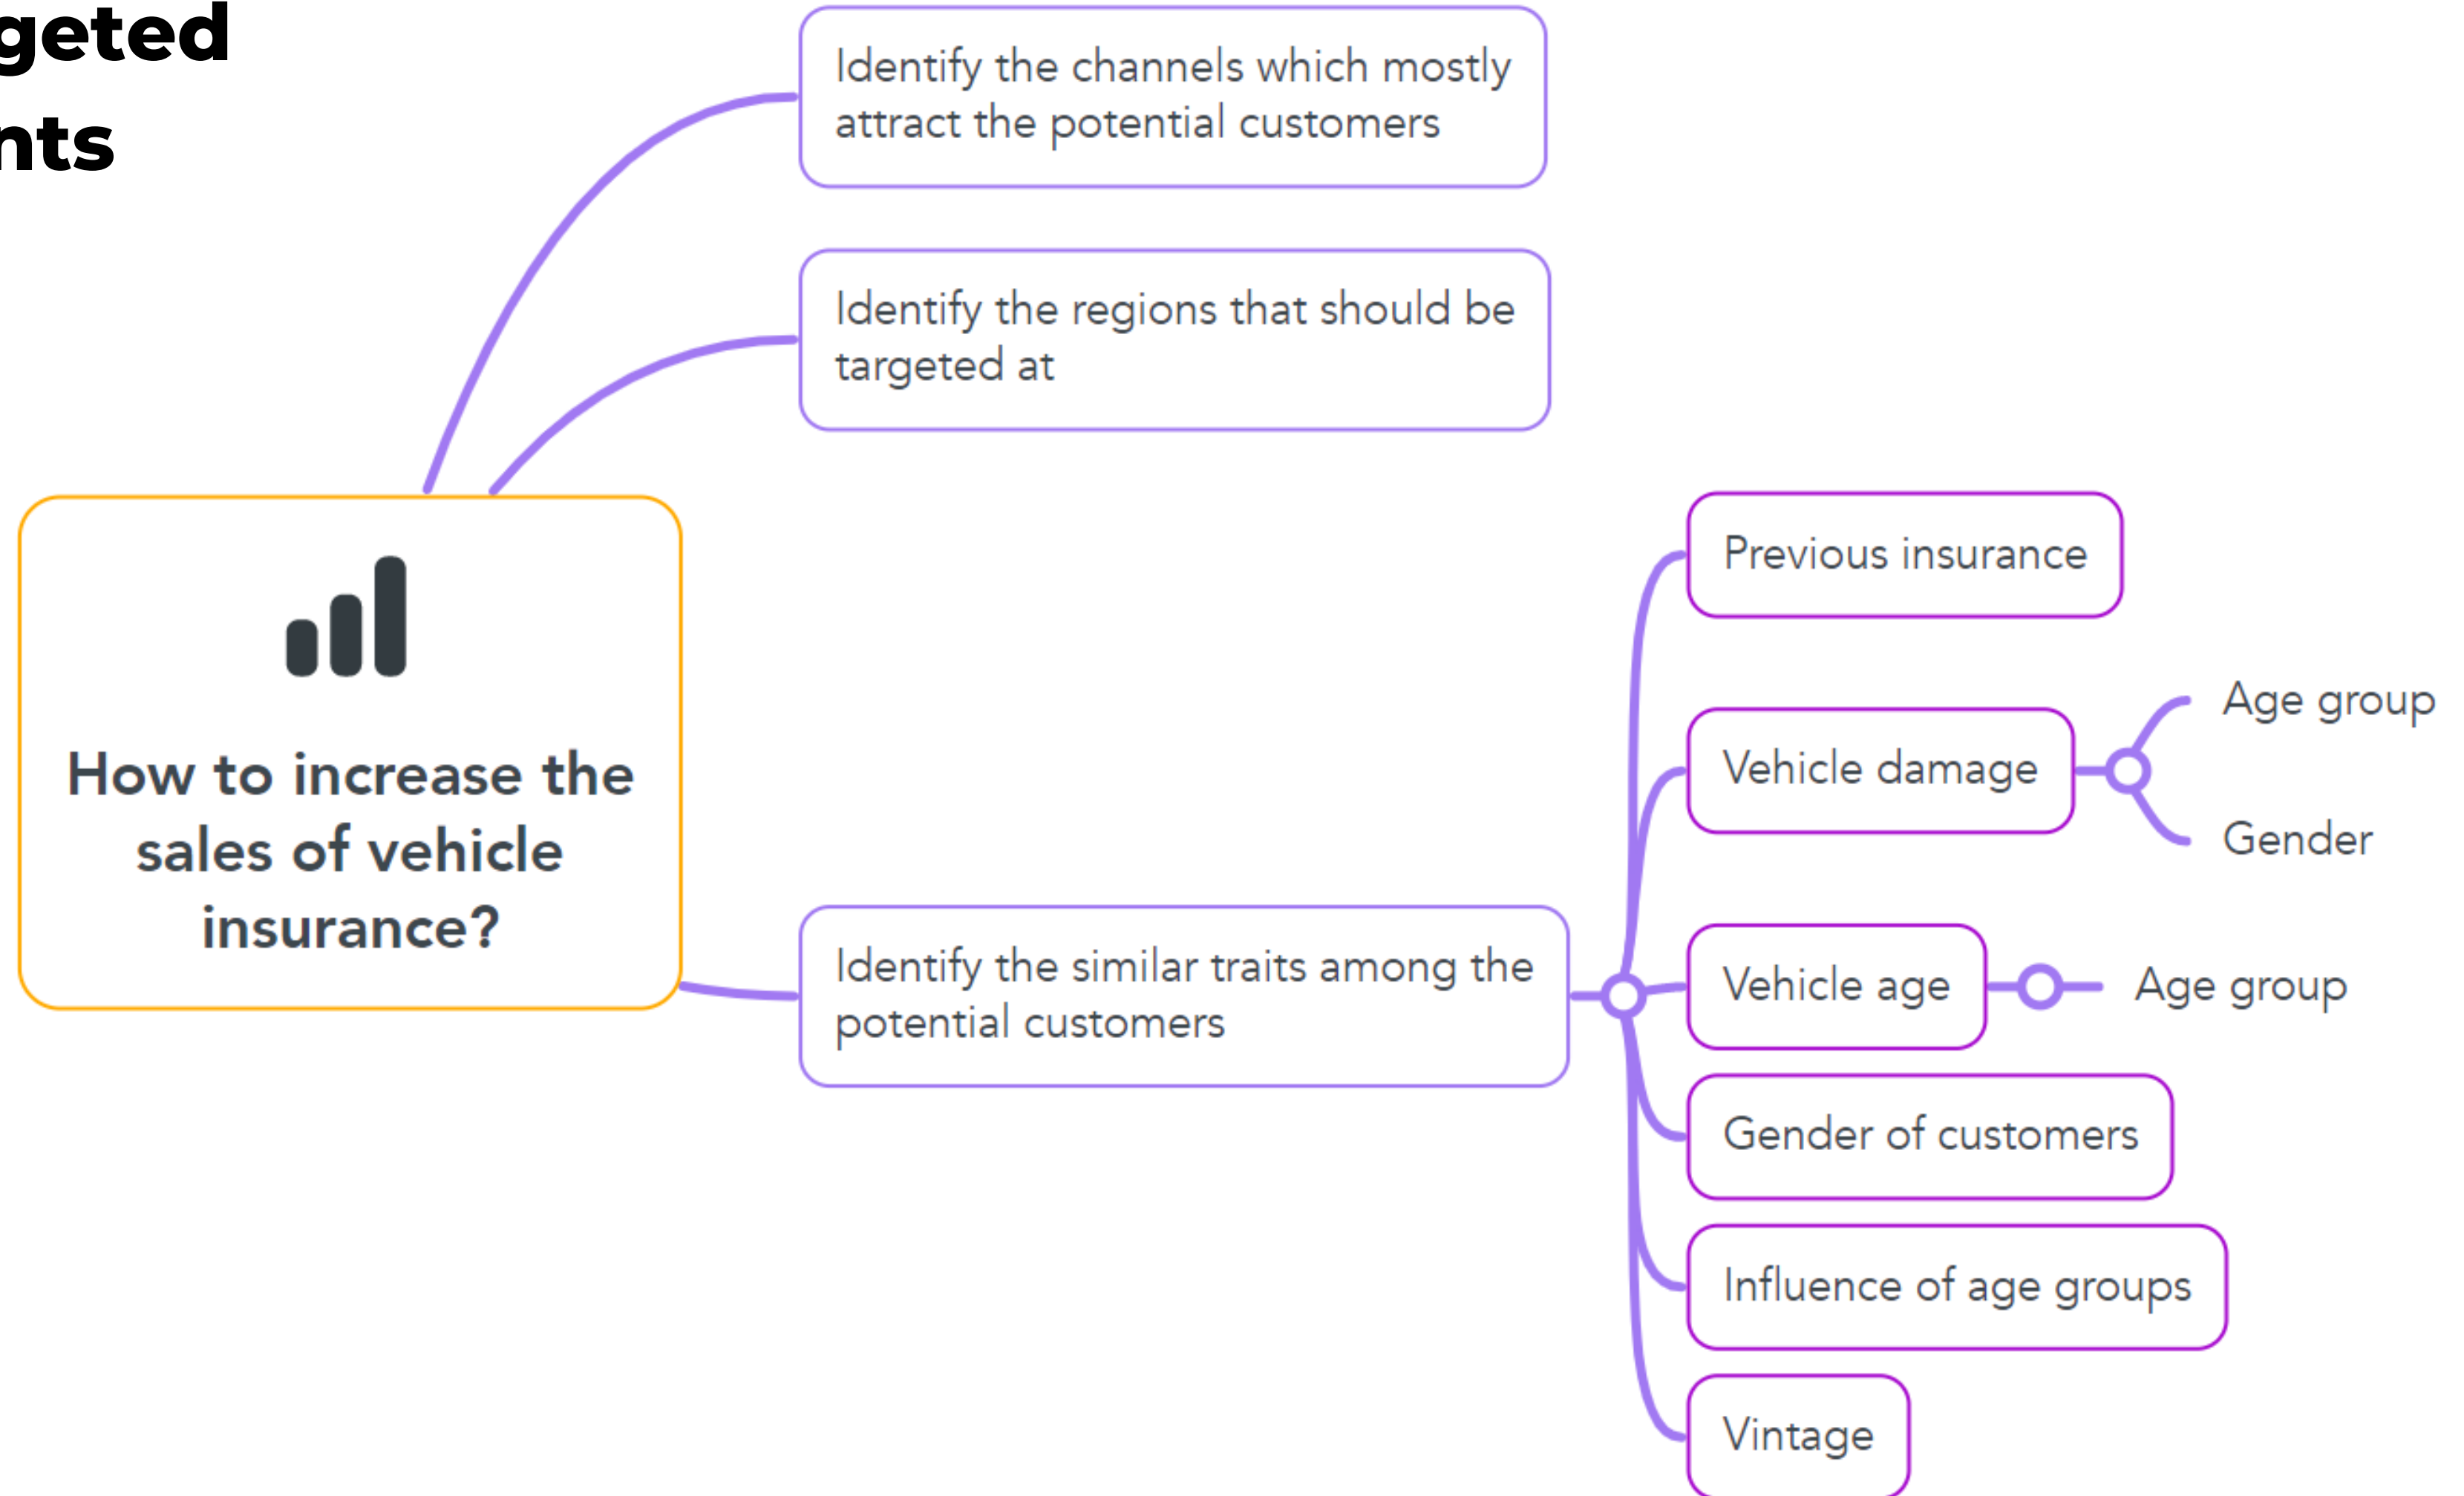 geted
nts
Identify the channels which mostly
attract the potential customers
Identify the regions that should be
targeted at
How to increase the
sales of vehicle
insurance?
Identify the similar traits among the
potential customers
Previous insurance
Vehicle damage
Age group
Gender
Vehicle age
Age group
Gender of customers
Influence of age groups
Vintage